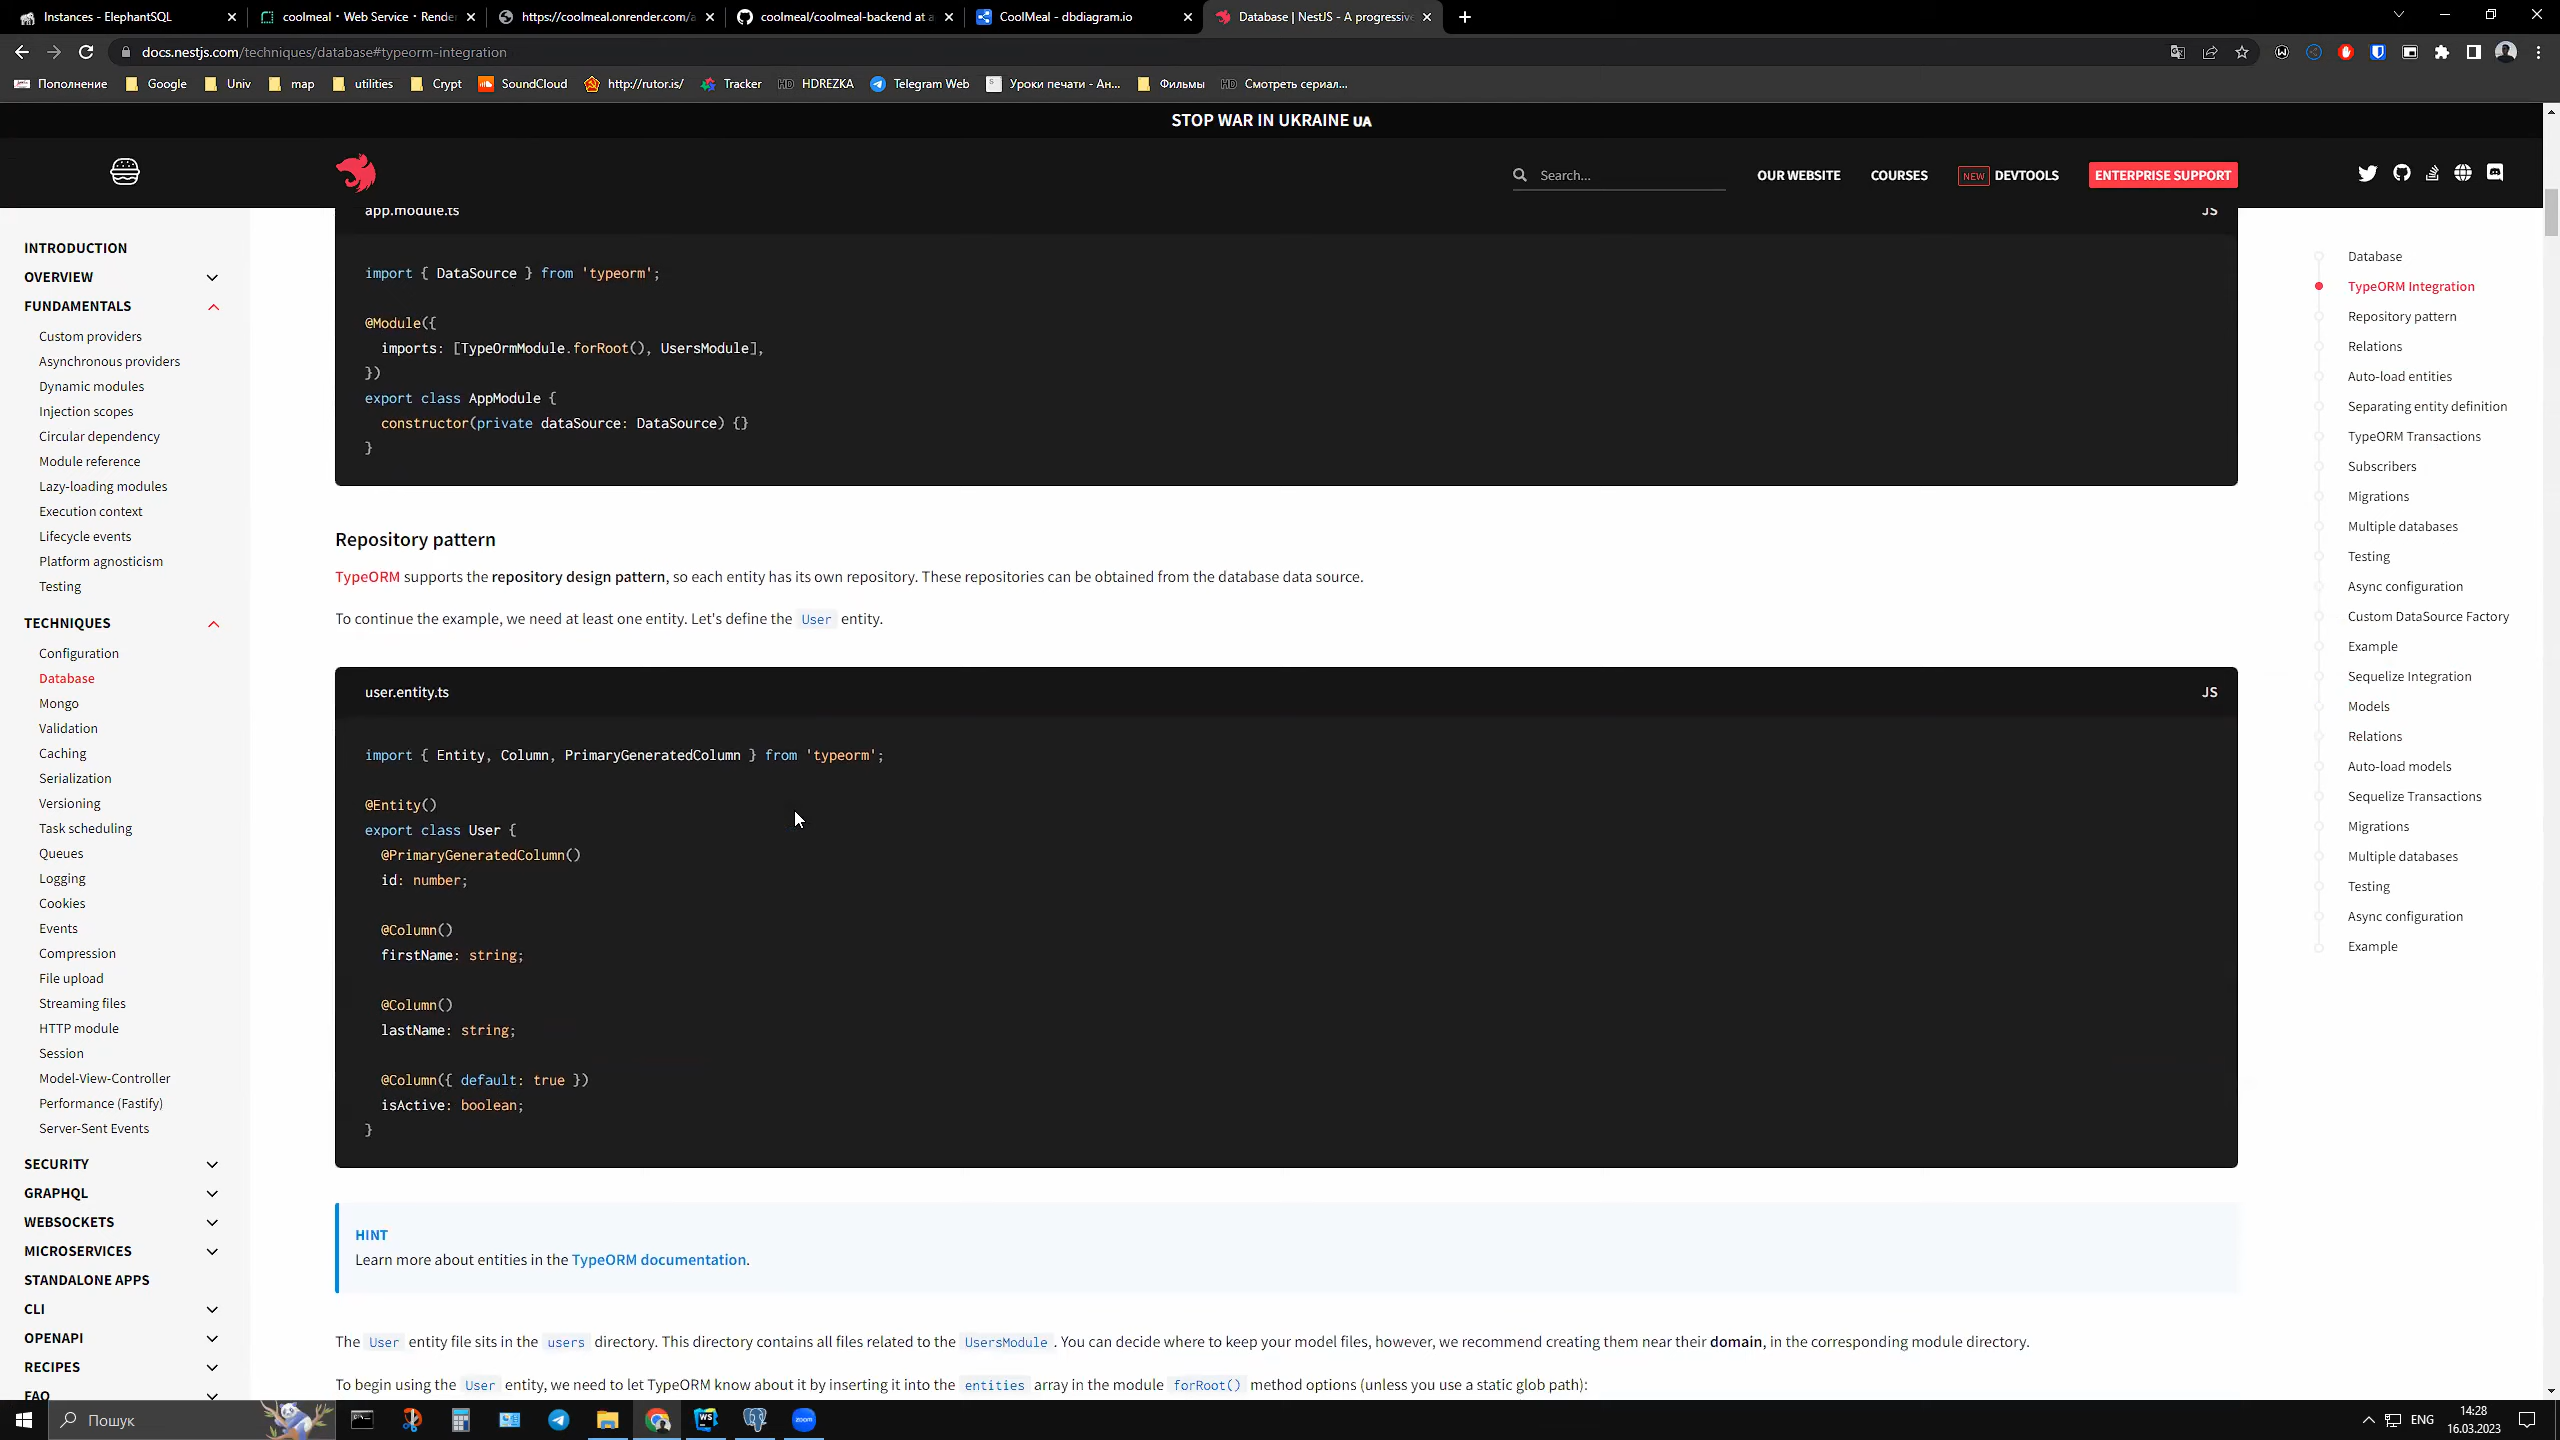 Instances - ElephantSQL
coolmeal · Web Service · Render
https://coolmeal.onrender.com/a
coolmeal/coolmeal-backend at a
CoolMeal - dbdiagram.io
Database | NestJS - A progressive
docs.nestjs.com/techniques/database#typeorm-integration
Пополнение
Google
Univ
map
utilities
Crypt
SoundCloud
http://rutor.is/
Tracker
HD HDREZKA
Telegram Web
Уроки печати - Ан...
Фильмы
HD Смотреть сериал...
STOP WAR IN UKRAINE UA
Search...
OUR WEBSITE
COURSES
NEW DEVTOOLS
ENTERPRISE SUPPORT
INTRODUCTION
OVERVIEW
FUNDAMENTALS
Custom providers
Asynchronous providers
Dynamic modules
Injection scopes
Circular dependency
Module reference
Lazy-loading modules
Execution context
Lifecycle events
Platform agnosticism
Testing
TECHNIQUES
Configuration
Database
Mongo
Validation
Caching
Serialization
Versioning
Task scheduling
Queues
Logging
Cookies
Events
Compression
File upload
Streaming files
HTTP module
Session
Model-View-Controller
Performance (Fastify)
Server-Sent Events
SECURITY
GRAPHQL
WEBSOCKETS
MICROSERVICES
STANDALONE APPS
CLI
OPENAPI
RECIPES
FAQ
app.module.ts
JS
import { DataSource } from 'typeorm';
@Module({
imports: [TypeOrmModule.forRoot(), UsersModule],
})
export class AppModule {
constructor(private dataSource: DataSource) {}
}
Repository pattern
TypeORM supports the repository design pattern, so each entity has its own repository. These repositories can be obtained from the database data source.
To continue the example, we need at least one entity. Let's define the User entity.
user.entity.ts
JS
import { Entity, Column, PrimaryGeneratedColumn } from 'typeorm';
@Entity()
export class User {
@PrimaryGeneratedColumn()
id: number;
@Column()
firstName: string;
@Column()
lastName: string;
@Column({ default: true })
isActive: boolean;
}
HINT
Learn more about entities in the TypeORM documentation.
The User entity file sits in the users directory. This directory contains all files related to the UsersModule. You can decide where to keep your model files, however, we recommend creating them near their domain, in the corresponding module directory.
To begin using the User entity, we need to let TypeORM know about it by inserting it into the entities array in the module forRoot() method options (unless you use a static glob path):
Database
TypeORM Integration
Repository pattern
Relations
Auto-load entities
Separating entity definition
TypeORM Transactions
Subscribers
Migrations
Multiple databases
Testing
Async configuration
Custom DataSource Factory
Example
Sequelize Integration
Models
Relations
Auto-load models
Sequelize Transactions
Migrations
Multiple databases
Testing
Async configuration
Example
Пошук
WS
zoom
ENG
14:28
16.03.2023